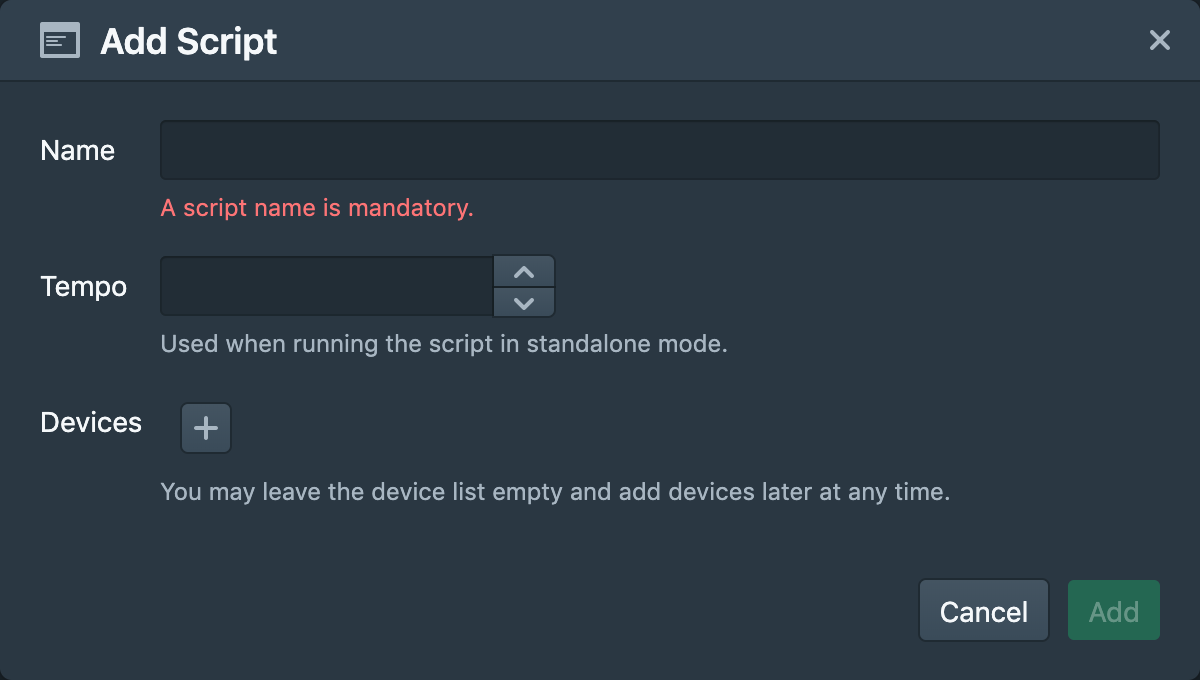 Add Script
Name
A script name is mandatory.
Tempo
Used when running the script in standalone mode.
Devices
You may leave the device list empty and add devices later at any time.
Cancel
Add